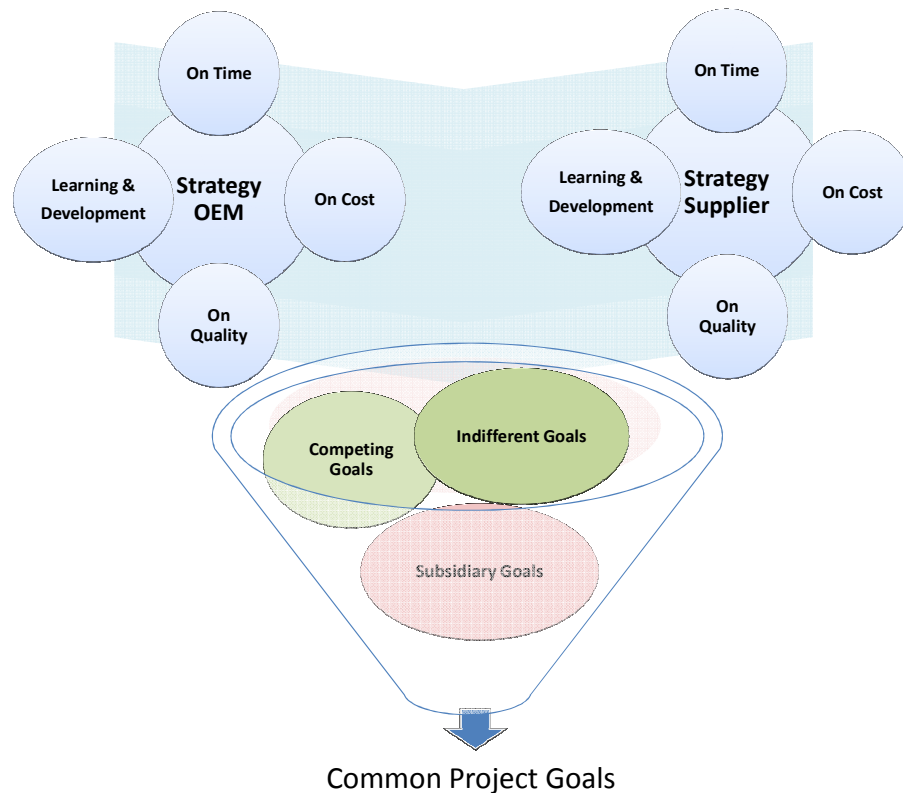 On Time
Learning &
Development
Strategy
OEM
On Cost
On
Quality
On Time
Learning &
Development
Strategy
Supplier
On Cost
On
Quality
Competing
Goals
Indifferent Goals
Subsidiary Goals
Common Project Goals